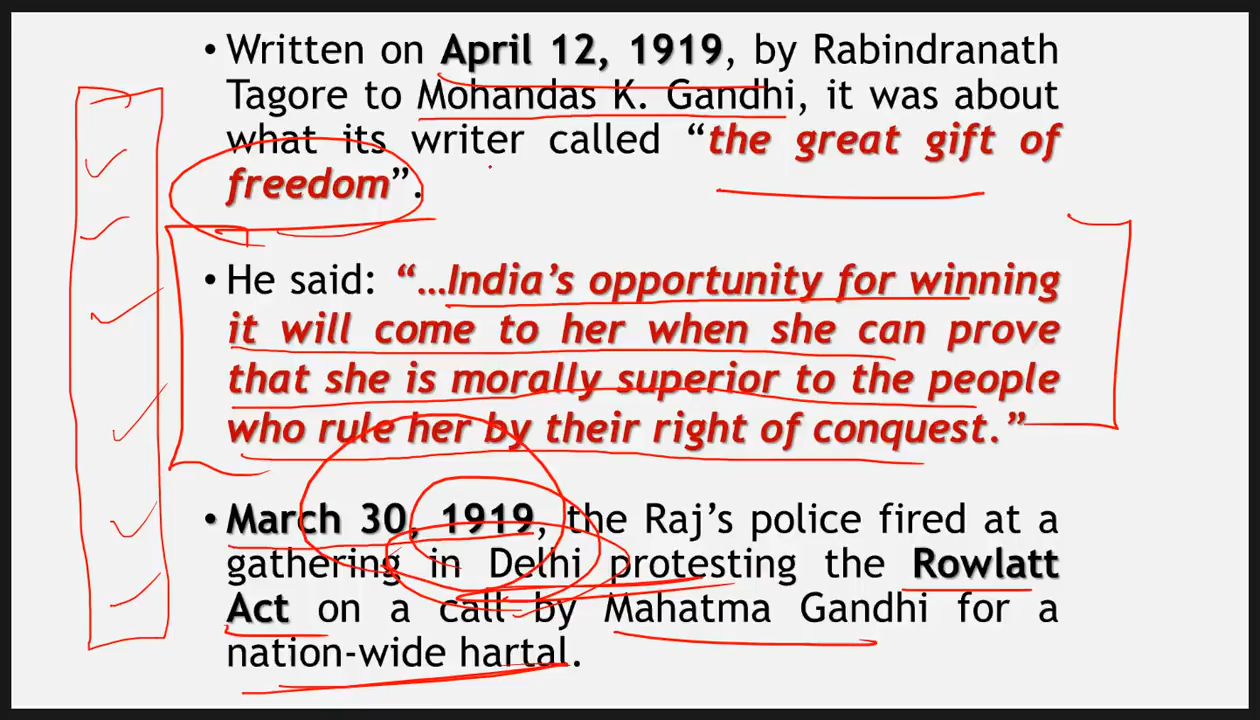 • Written on April 12, 1919, by Rabindranath
Tagore to Mohandas K. Gandhi, it was about
what its writer called “the great gift of
freedom”.
• He said: “…India’s opportunity for winning
it will come to her when she can prove
that she is morally superior to the people
who rule her by their right of conquest.”
• March 30, 1919, the Raj’s police fired at a
gathering in Delhi protesting the Rowlatt
Act on a call by Mahatma Gandhi for a
nation-wide hartal.